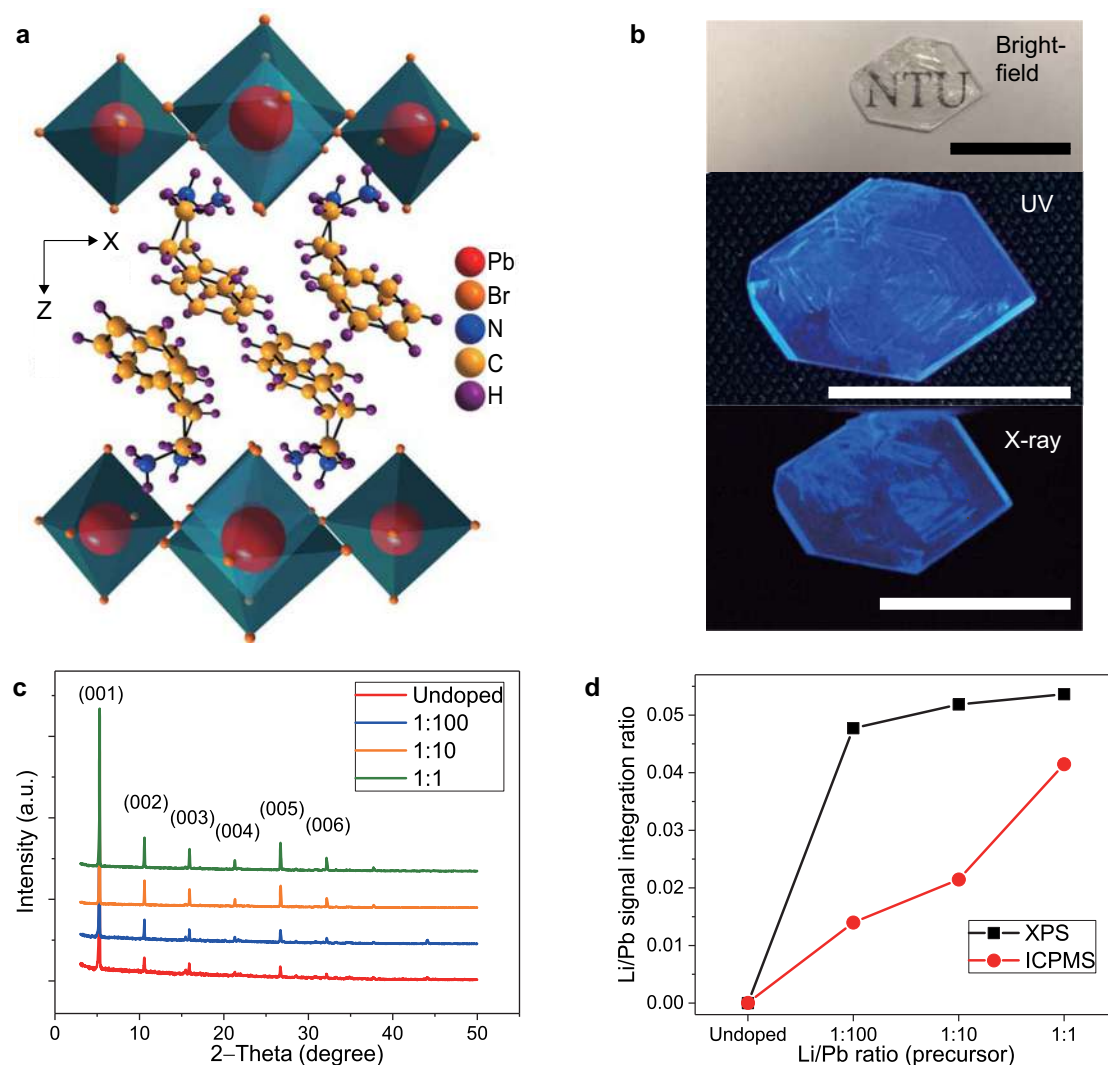 a
X
Z
Pb
Br
N
C
H
b
Bright-
field
NTU
UV
X-ray
c
Intensity (a.u.)
(001)
(002)
(003)
(004)
(005)
(006)
Undoped
1:100
1:10
1:1
0
10
20
30
40
50
2–Theta (degree)
d
Li/Pb signal integration ratio
0.05
0.04
0.03
0.02
0.01
0.00
XPS
ICPMS
Undoped
1:100
1:10
1:1
Li/Pb ratio (precursor)